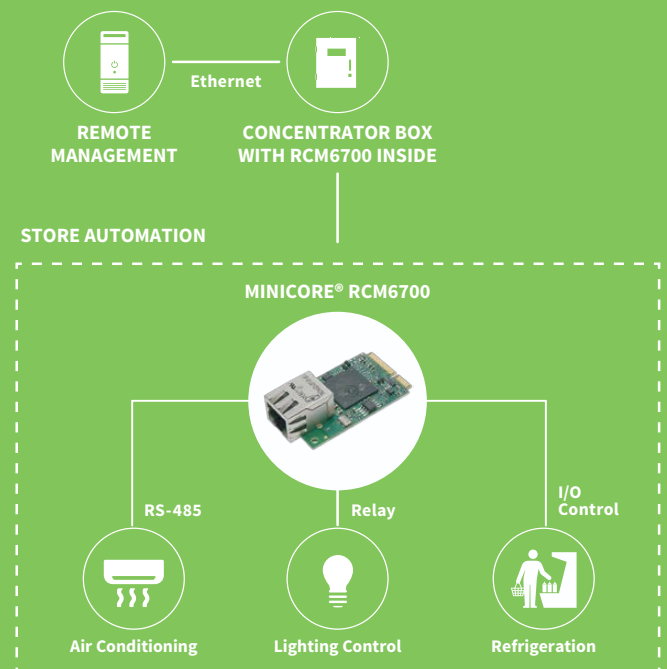 Ethernet
REMOTE
MANAGEMENT
CONCENTRATOR BOX
WITH RCM6700 INSIDE
STORE AUTOMATION
MINICORE® RCM6700
RS-485
Relay
I/O
Control
Air Conditioning
Lighting Control
Refrigeration